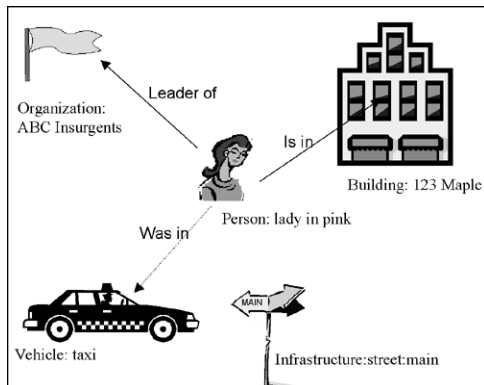 Leader of
Organization:
ABC Insurgents
Is in
Building: 123 Maple
Person: lady in pink
Was in
MAIN
Vehicle: taxi
Infrastructure:street:main